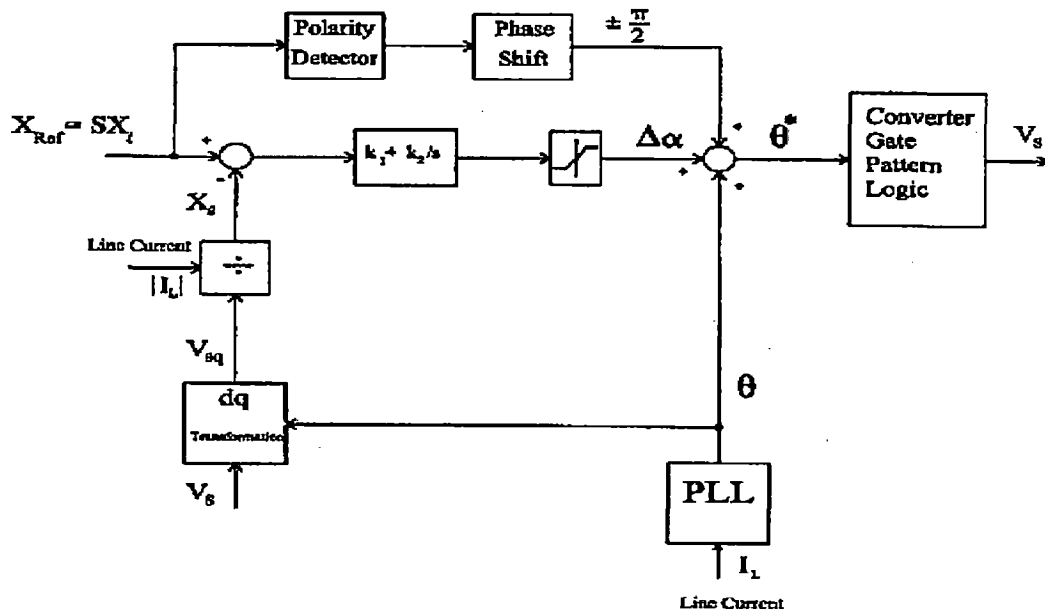 Polarity
Detector
Phase
Shift
± π/2
X_Ref = SX_ℓ
+
-
k₁ + k₂/s
Δα
+
+
+
θ*
Converter
Gate
Pattern
Logic
V_s
X_s
Line Current
|I_L|
÷
V_sq
dq
Transformation
V_S
θ
PLL
I_L
Line Current